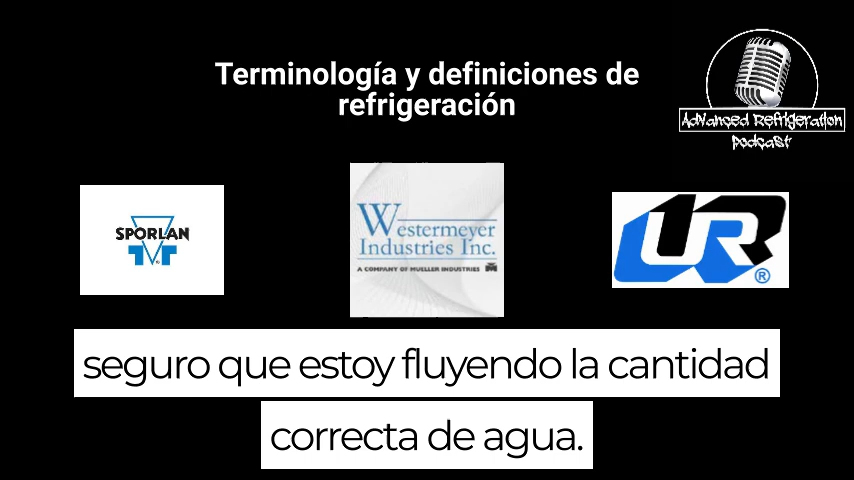 Terminología y definiciones de
refrigeración
Advanced Refrigeration
Podcast
SPORLAN
Westermeyer
Industries Inc.
A COMPANY OF MUELLER INDUSTRIES
UR®
seguro que estoy fluyendo la cantidad
correcta de agua.